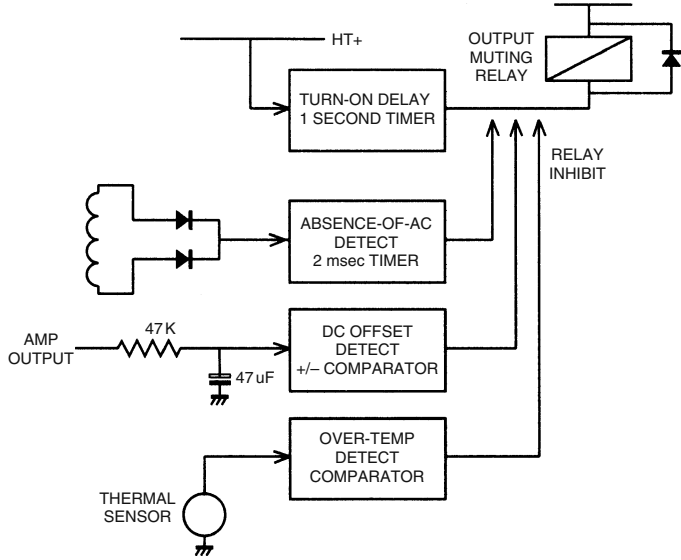 HT+
OUTPUT
MUTING
RELAY
TURN-ON DELAY
1 SECOND TIMER
RELAY
INHIBIT
ABSENCE-OF-AC
DETECT
2 msec TIMER
AMP
OUTPUT
47K
47uF
DC OFFSET
DETECT
+/– COMPARATOR
OVER-TEMP
DETECT
COMPARATOR
THERMAL
SENSOR